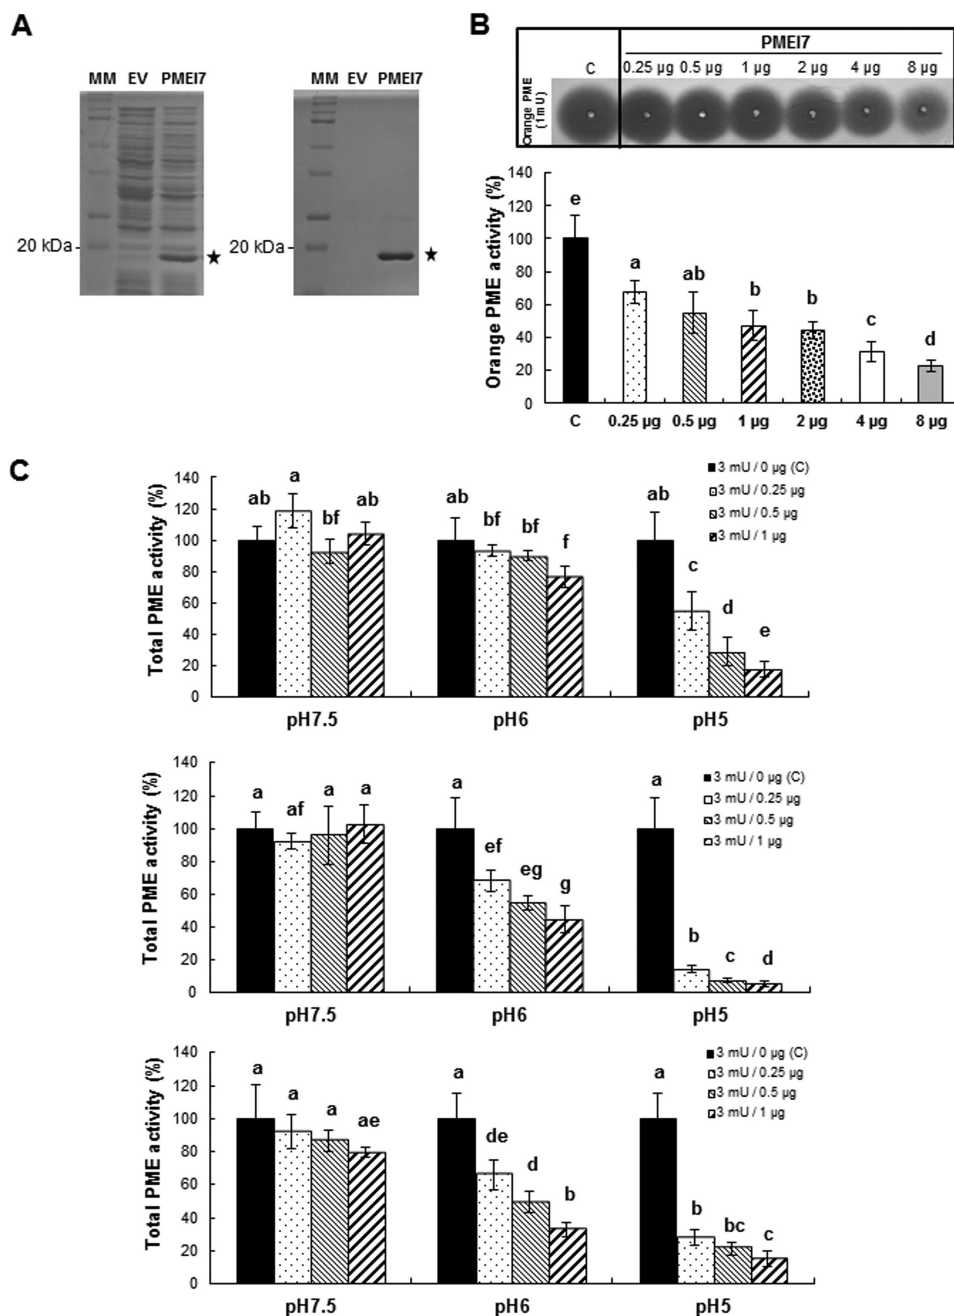 A
MM EV PMEI7
20 kDa
★
MM EV PMEI7
20 kDa
★
B
PMEI7
C 0.25 µg 0.5 µg 1 µg 2 µg 4 µg 8 µg
Orange PME
(1mU)
Orange PME activity (%)
140
120
100
80
60
40
20
0
e a ab b b c d
C 0.25 µg 0.5 µg 1 µg 2 µg 4 µg 8 µg
C
Total PME activity (%)
140
120
100
80
60
40
20
0
ab a bf ab ab bf bf f ab c d e
3 mU / 0 µg (C)
3 mU / 0.25 µg
3 mU / 0.5 µg
3 mU / 1 µg
pH7.5 pH6 pH5
Total PME activity (%)
140
120
100
80
60
40
20
0
a af a a a ef eg g a b c d
3 mU / 0 µg (C)
3 mU / 0.25 µg
3 mU / 0.5 µg
3 mU / 1 µg
pH7.5 pH6 pH5
Total PME activity (%)
140
120
100
80
60
40
20
0
a a a ae a de d b a b bc c
3 mU / 0 µg (C)
3 mU / 0.25 µg
3 mU / 0.5 µg
3 mU / 1 µg
pH7.5 pH6 pH5